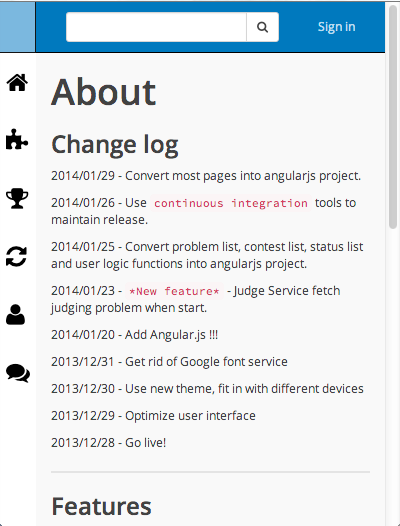 Sign in
About
Change log
2014/01/29 - Convert most pages into angularjs project.
2014/01/26 - Use continuous integration tools to
maintain release.
2014/01/25 - Convert problem list, contest list, status list
and user logic functions into angularjs project.
2014/01/23 - *New feature* - Judge Service fetch
judging problem when start.
2014/01/20 - Add Angular.js !!!
2013/12/31 - Get rid of Google font service
2013/12/30 - Use new theme, fit in with different devices
2013/12/29 - Optimize user interface
2013/12/28 - Go live!
Features